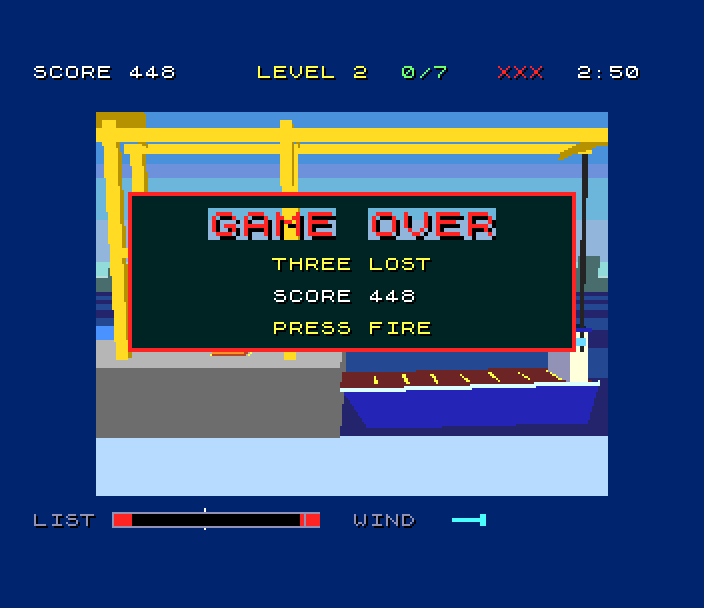 SCORE 448 LEVEL 2 0/7 XXX 2:50
GAME OVER
THREE LOST
SCORE 448
PRESS FIRE
LIST WIND